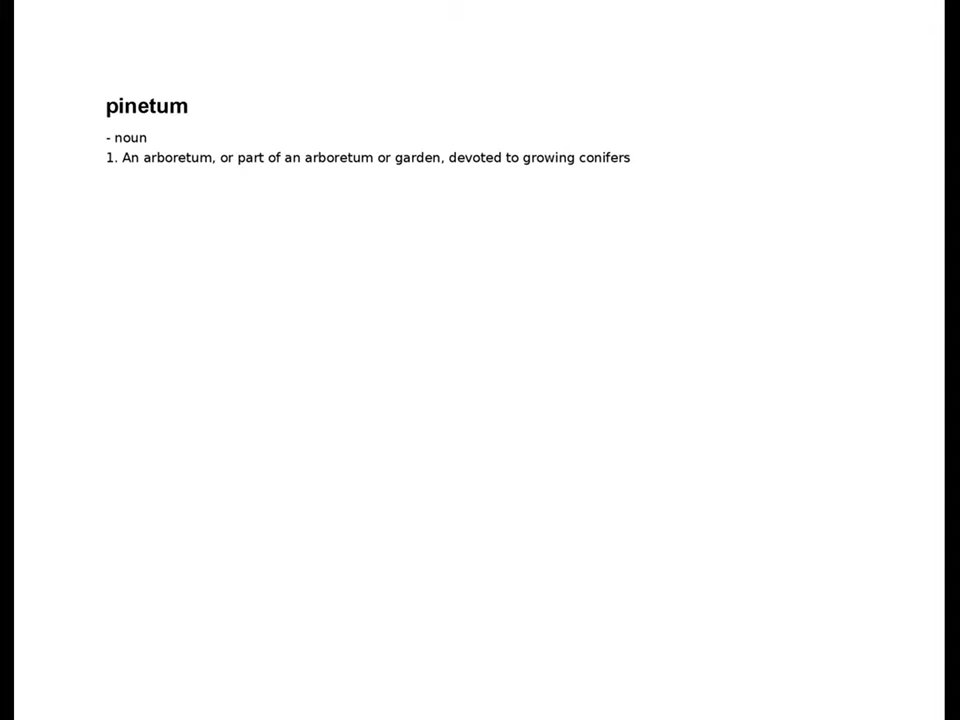 pinetum
- noun
1. An arboretum, or part of an arboretum or garden, devoted to growing conifers